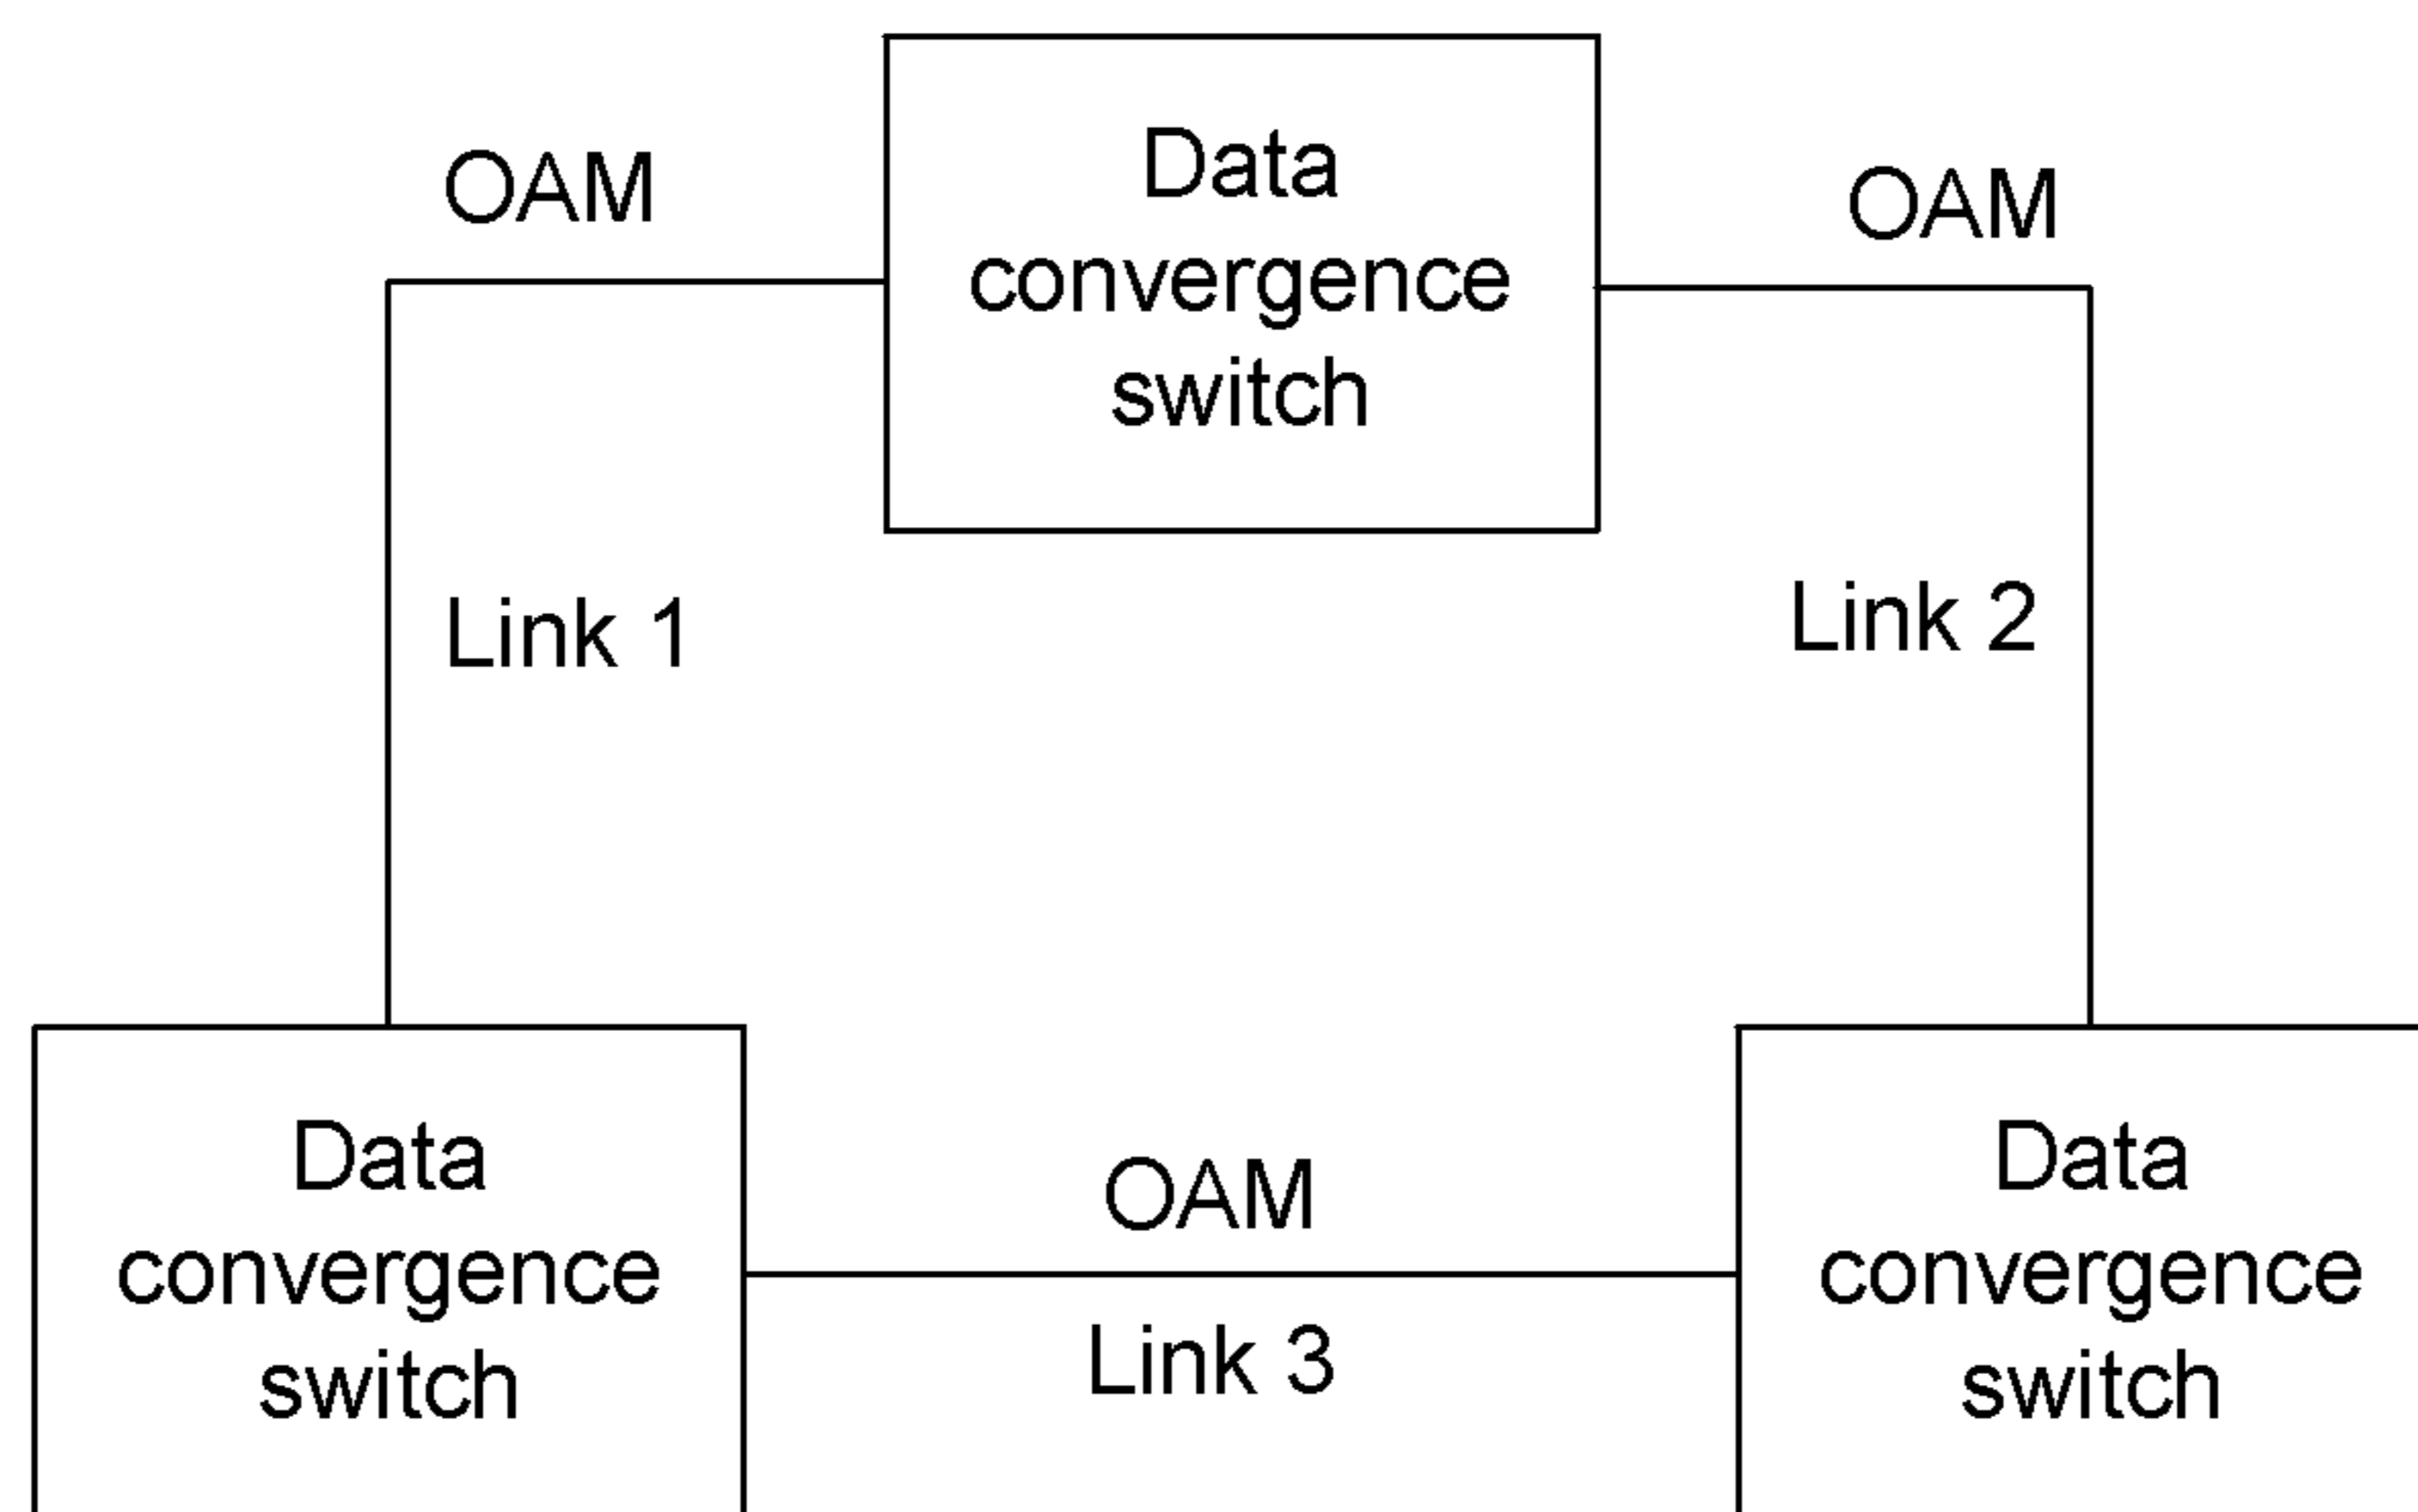 OAM
Data
convergence
switch
OAM
Link 1
Link 2
Data
convergence
switch
OAM
Link 3
Data
convergence
switch